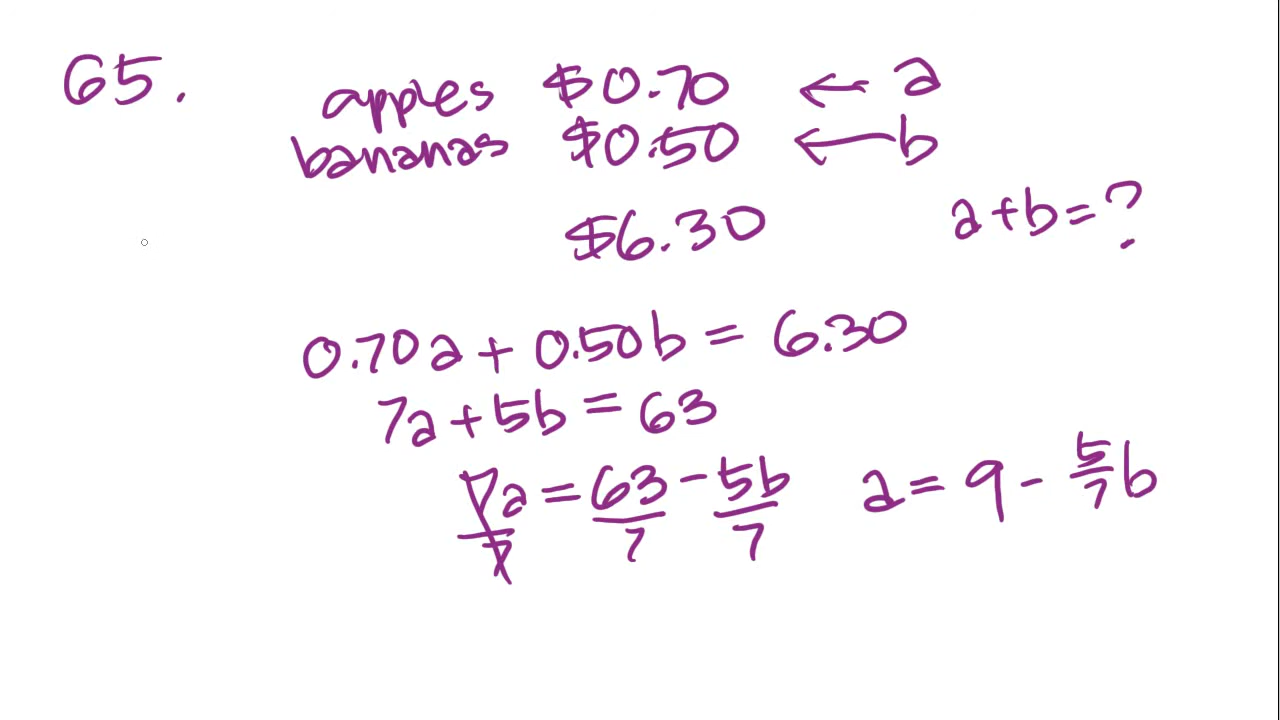 65.
apples $0.70 ← a
bananas $0.50 ← b
$6.30 a+b=?
0.70a + 0.50b = 6.30
7a + 5b = 63
7a/7 = 63/7 - 5b/7 a = 9 - 5/7 b